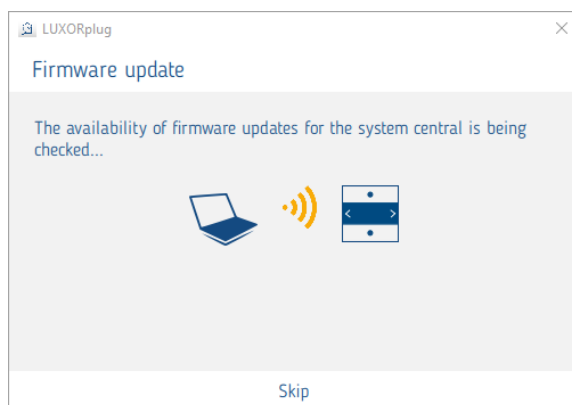 LUXORplug
Firmware update
The availability of firmware updates for the system central is being
checked...
Skip